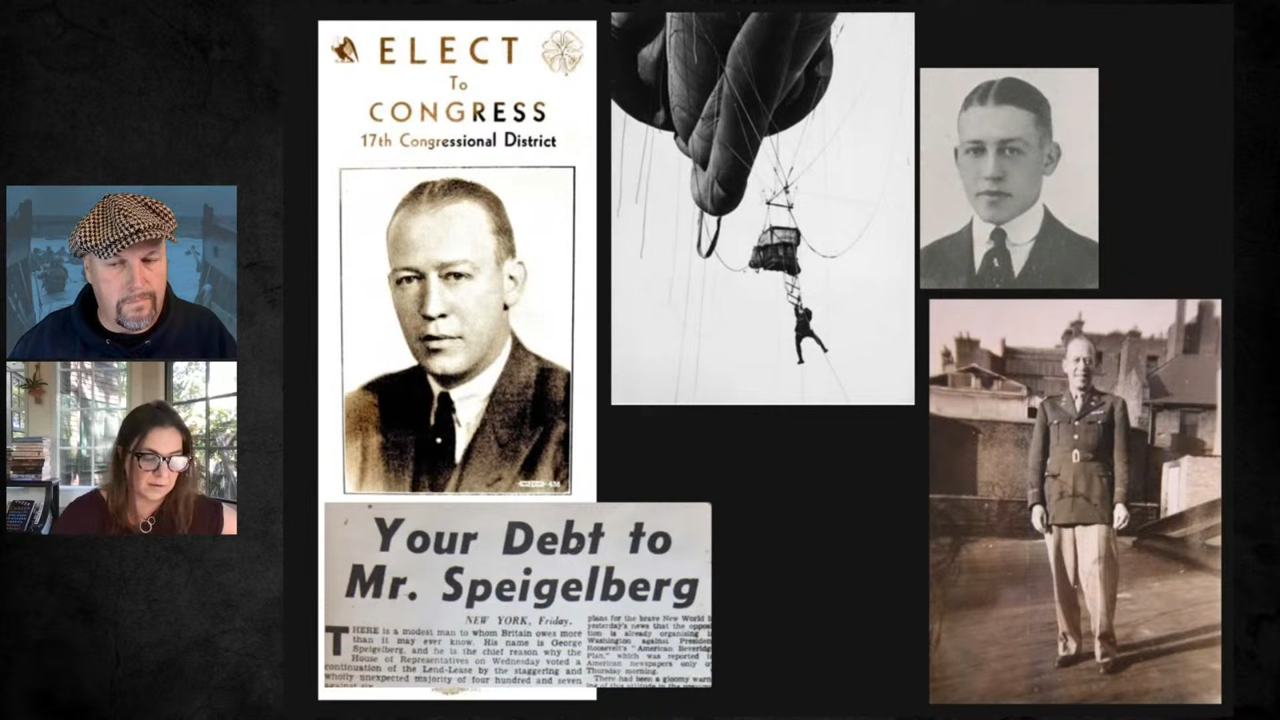 ELECT
To
CONGRESS
17th Congressional District
Your Debt to
Mr. Speigelberg
NEW YORK, Friday.
THERE is a modest man to whom Britain owes more
than it may ever know. His name is George
Speigelberg, and he is the chief reason why the
House of Representatives on Wednesday voted a
continuation of the Lend-Lease by the staggering and
wholly unexpected majority of four hundred and seven
against six
plans for the brave New World
yesterday's news that the
tion is already organising
Washington against
Roosevelt's "American
Plan," which was reported
American newspapers only
Thursday morning.
There had been a gloomy